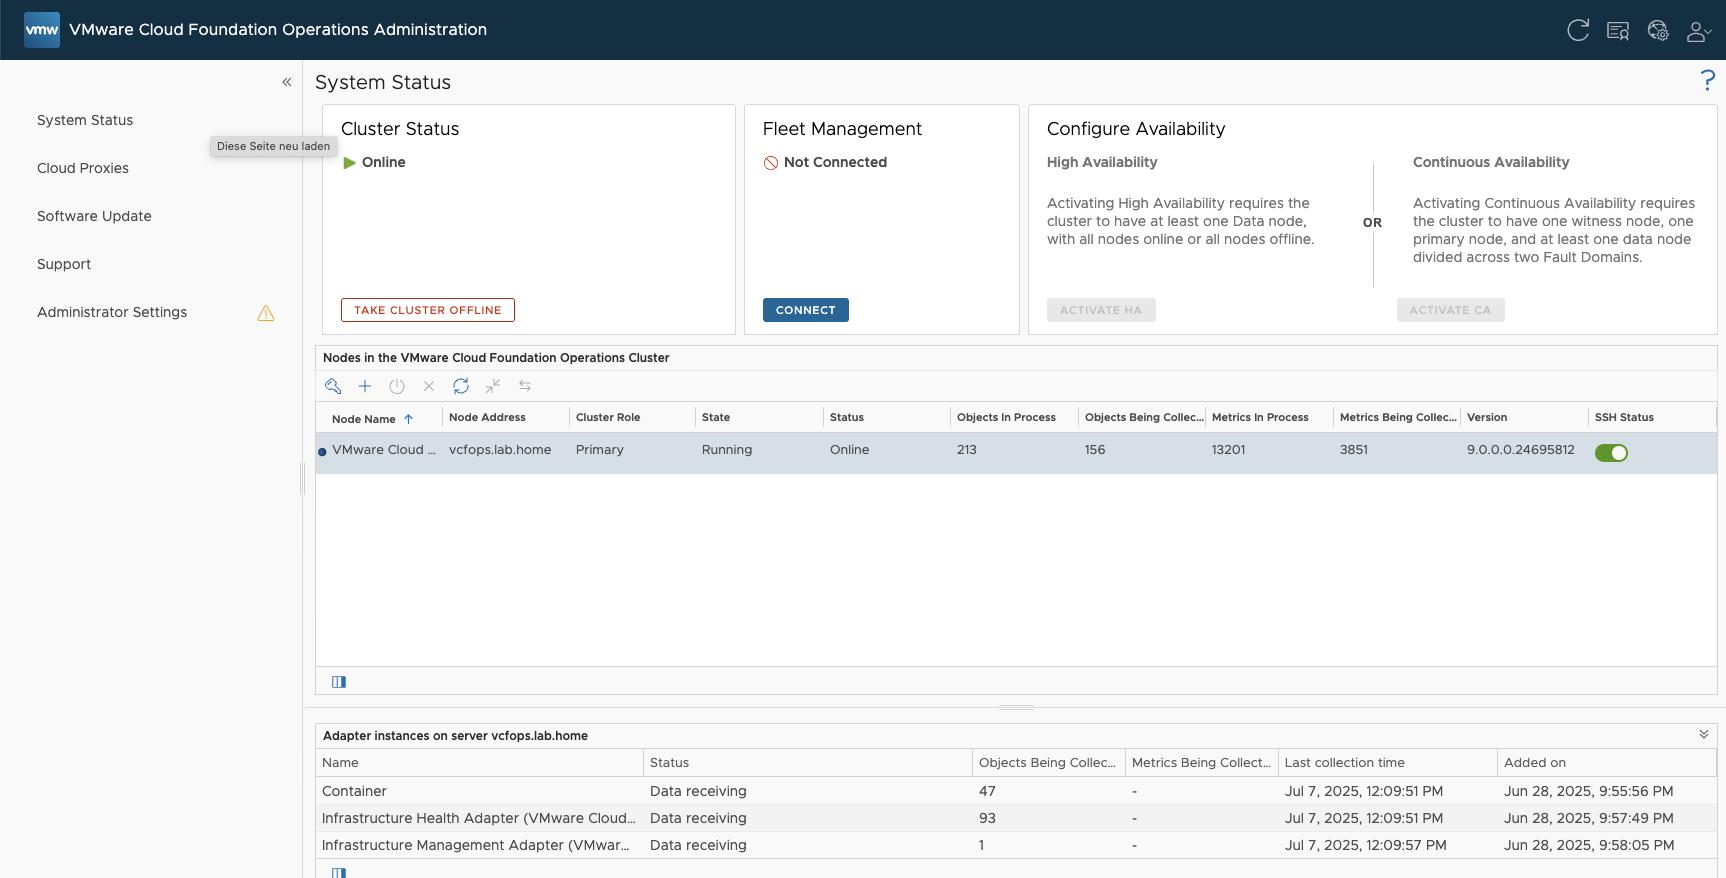 vmw VMware Cloud Foundation Operations Administration
«
System Status
Cloud Proxies
Software Update
Support
Administrator Settings
Diese Seite neu laden
System Status
?
Cluster Status
Online
TAKE CLUSTER OFFLINE
Fleet Management
Not Connected
CONNECT
Configure Availability
High Availability
Activating High Availability requires the
cluster to have at least one Data node,
with all nodes online or all nodes offline.
ACTIVATE HA
OR
Continuous Availability
Activating Continuous Availability requires
the cluster to have one witness node, one
primary node, and at least one data node
divided across two Fault Domains.
ACTIVATE CA
Nodes in the VMware Cloud Foundation Operations Cluster
Node Name Node Address Cluster Role State Status Objects In Process Objects Being Collec... Metrics In Process Metrics Being Collec... Version SSH Status
VMware Cloud ... vcfops.lab.home Primary Running Online 213 156 13201 3851 9.0.0.0.24695812
Adapter instances on server vcfops.lab.home
Name Status Objects Being Collec... Metrics Being Collect... Last collection time Added on
Container Data receiving 47 - Jul 7, 2025, 12:09:51 PM Jun 28, 2025, 9:55:56 PM
Infrastructure Health Adapter (VMware Cloud... Data receiving 93 - Jul 7, 2025, 12:09:51 PM Jun 28, 2025, 9:57:49 PM
Infrastructure Management Adapter (VMwar... Data receiving 1 - Jul 7, 2025, 12:09:57 PM Jun 28, 2025, 9:58:05 PM